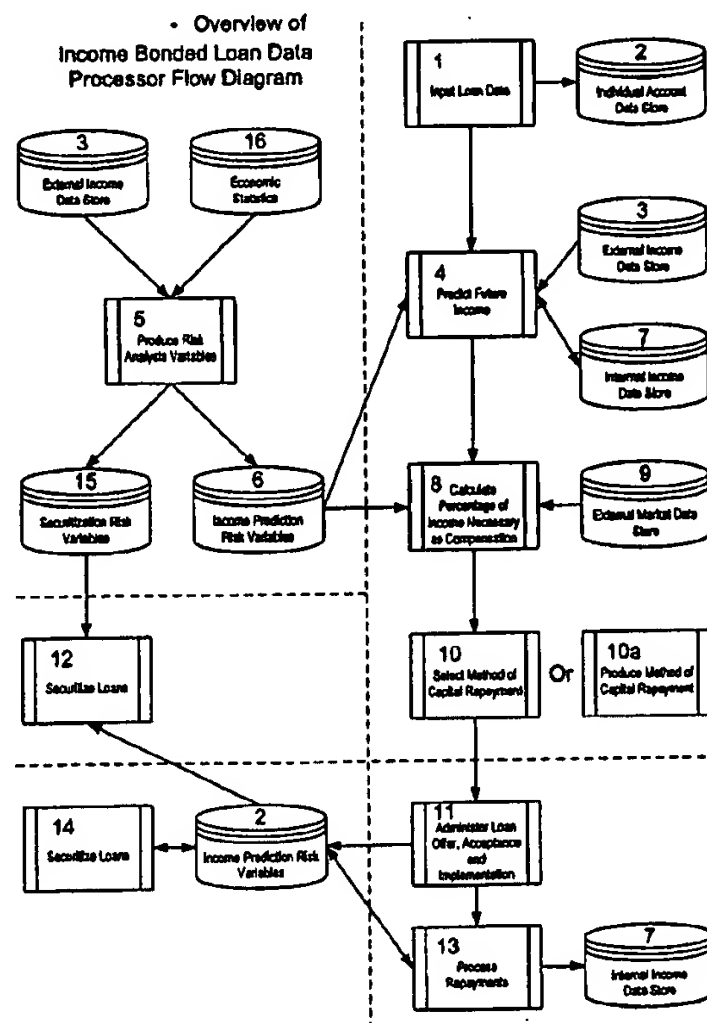 • Overview of
Income Bonded Loan Data
Processor Flow Diagram
1
Input Loan Data
2
Individual Account
Data Store
3
External Income
Data Store
16
Economic
Statistics
3
External Income
Data Store
4
Predict Future
Income
5
Produce Risk
Analysis Variables
7
Internal Income
Data Store
15
Securitization Risk
Variables
6
Income Prediction
Risk Variables
8
Calculate
Percentage of
Income Necessary
as Compensation
9
External Market Data
Store
12
Securitize Loans
10
Select Method of
Capital Repayment
Or
10a
Produce Method of
Capital Repayment
14
Securitize Loans
2
Income Prediction Risk
Variables
11
Administer Loan
Offer, Acceptance
and
Implementation
13
Process
Repayments
7
Internal Income
Data Store